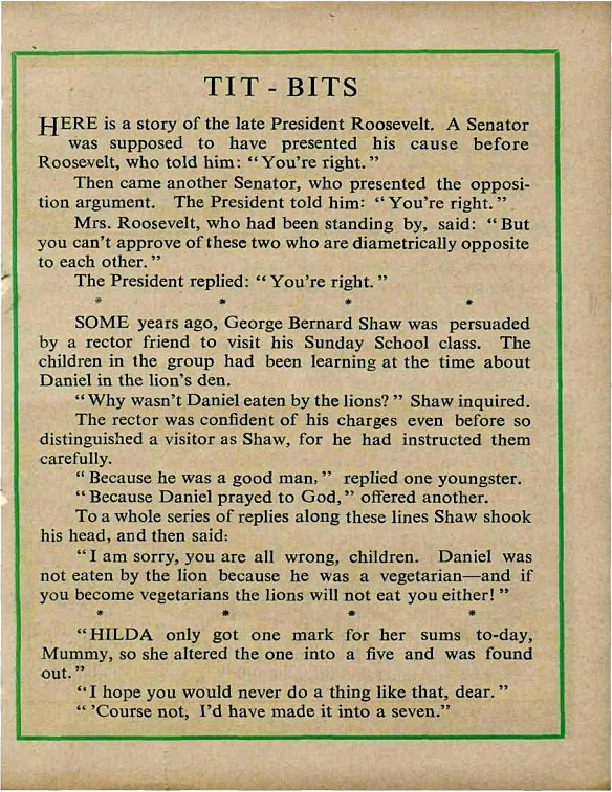 TIT - BITS
HERE is a story of the late President Roosevelt. A Senator
was supposed to have presented his cause before
Roosevelt, who told him: "You're right."
Then came another Senator, who presented the opposi-
tion argument. The President told him: "You're right."
Mrs. Roosevelt, who had been standing by, said: "But
you can't approve of these two who are diametrically opposite
to each other."
The President replied: "You're right."
* * * *
SOME years ago, George Bernard Shaw was persuaded
by a rector friend to visit his Sunday School class. The
children in the group had been learning at the time about
Daniel in the lion's den.
"Why wasn't Daniel eaten by the lions?" Shaw inquired.
The rector was confident of his charges even before so
distinguished a visitor as Shaw, for he had instructed them
carefully.
"Because he was a good man," replied one youngster.
"Because Daniel prayed to God," offered another.
To a whole series of replies along these lines Shaw shook
his head, and then said:
"I am sorry, you are all wrong, children. Daniel was
not eaten by the lion because he was a vegetarian—and if
you become vegetarians the lions will not eat you either!"
* * * *
"HILDA only got one mark for her sums to-day,
Mummy, so she altered the one into a five and was found
out."
"I hope you would never do a thing like that, dear."
"'Course not, I'd have made it into a seven."